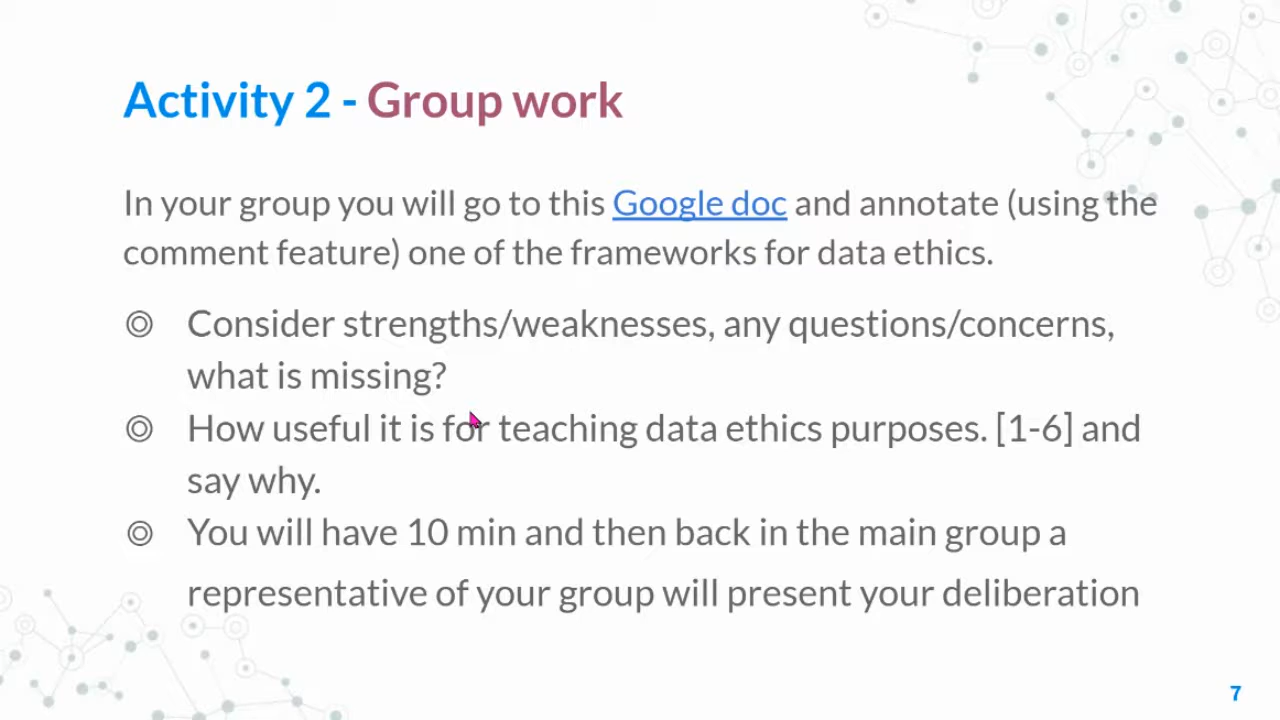 Activity 2 - Group work
In your group you will go to this Google doc and annotate (using the
comment feature) one of the frameworks for data ethics.
Consider strengths/weaknesses, any questions/concerns,
what is missing?
How useful it is for teaching data ethics purposes. [1-6] and
say why.
You will have 10 min and then back in the main group a
representative of your group will present your deliberation
7